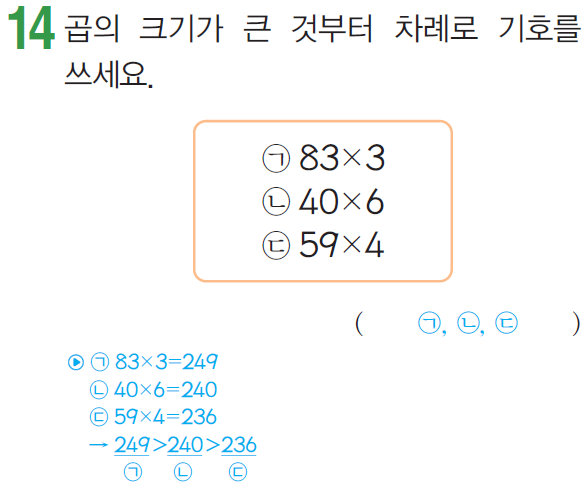 14 곱의 크기가 큰 것부터 차례로 기호를
쓰세요.
㉠ 83×3
㉡ 40×6
㉢ 59×4
( ㉠, ㉡, ㉢ )
▶ ㉠ 83×3=249
㉡ 40×6=240
㉢ 59×4=236
→ 249>240>236
㉠ ㉡ ㉢